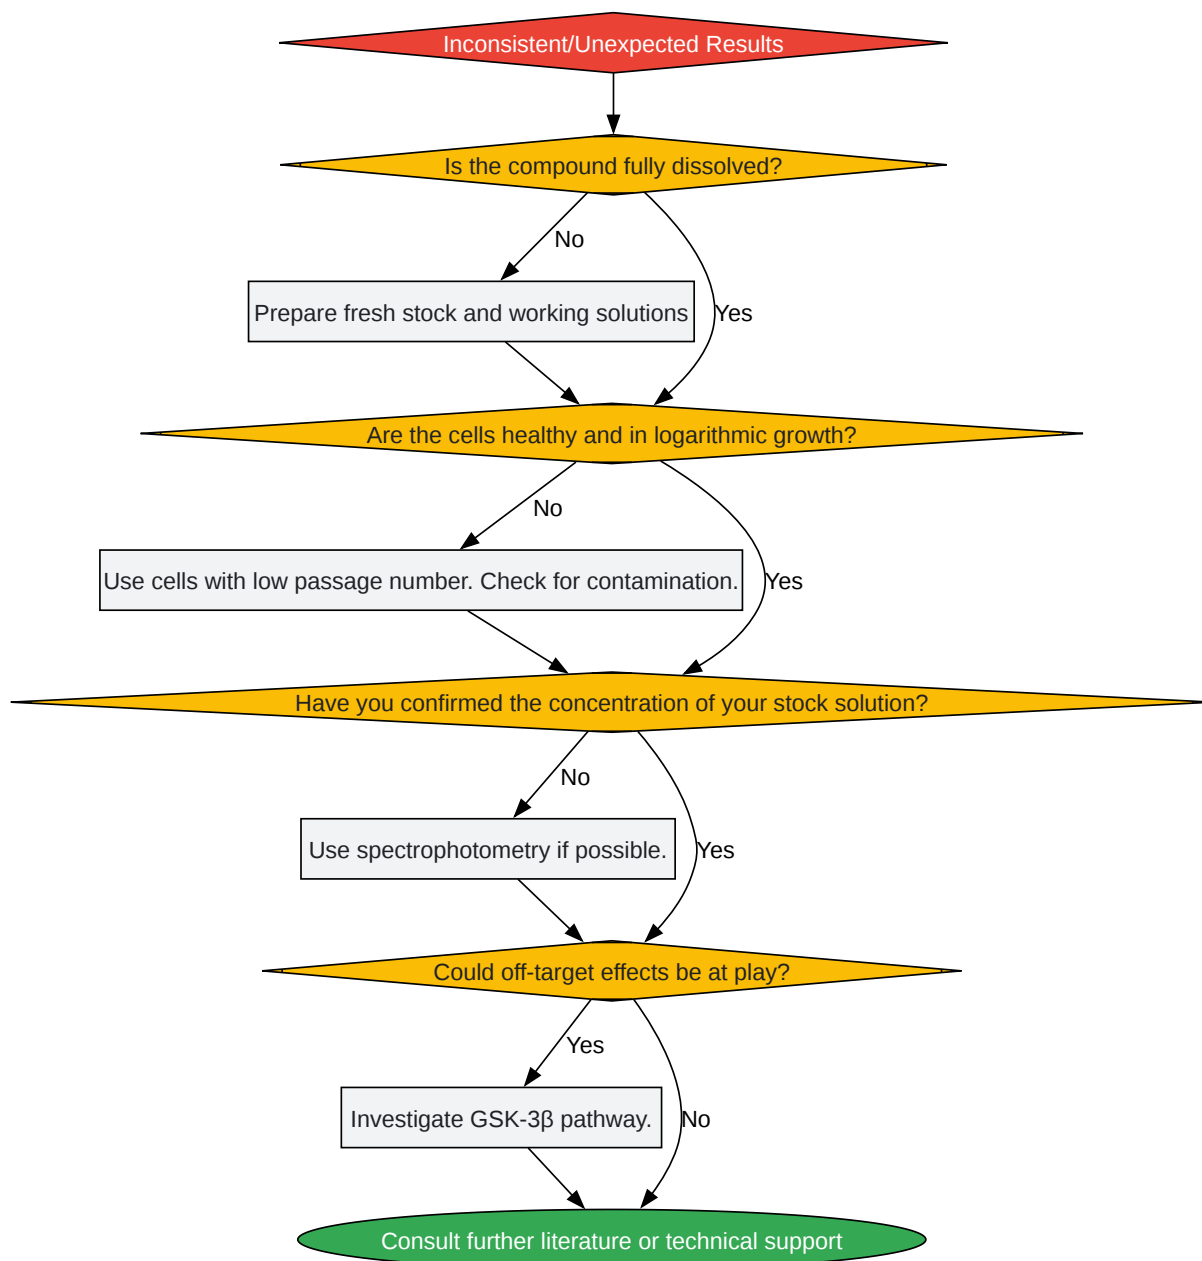 Inconsistent/Unexpected Results
Is the compound fully dissolved?
No
Prepare fresh stock and working solutions
Yes
Are the cells healthy and in logarithmic growth?
No
Use cells with low passage number. Check for contamination.
Yes
Have you confirmed the concentration of your stock solution?
No
Use spectrophotometry if possible.
Yes
Could off-target effects be at play?
Yes
Investigate GSK-3β pathway.
No
Consult further literature or technical support